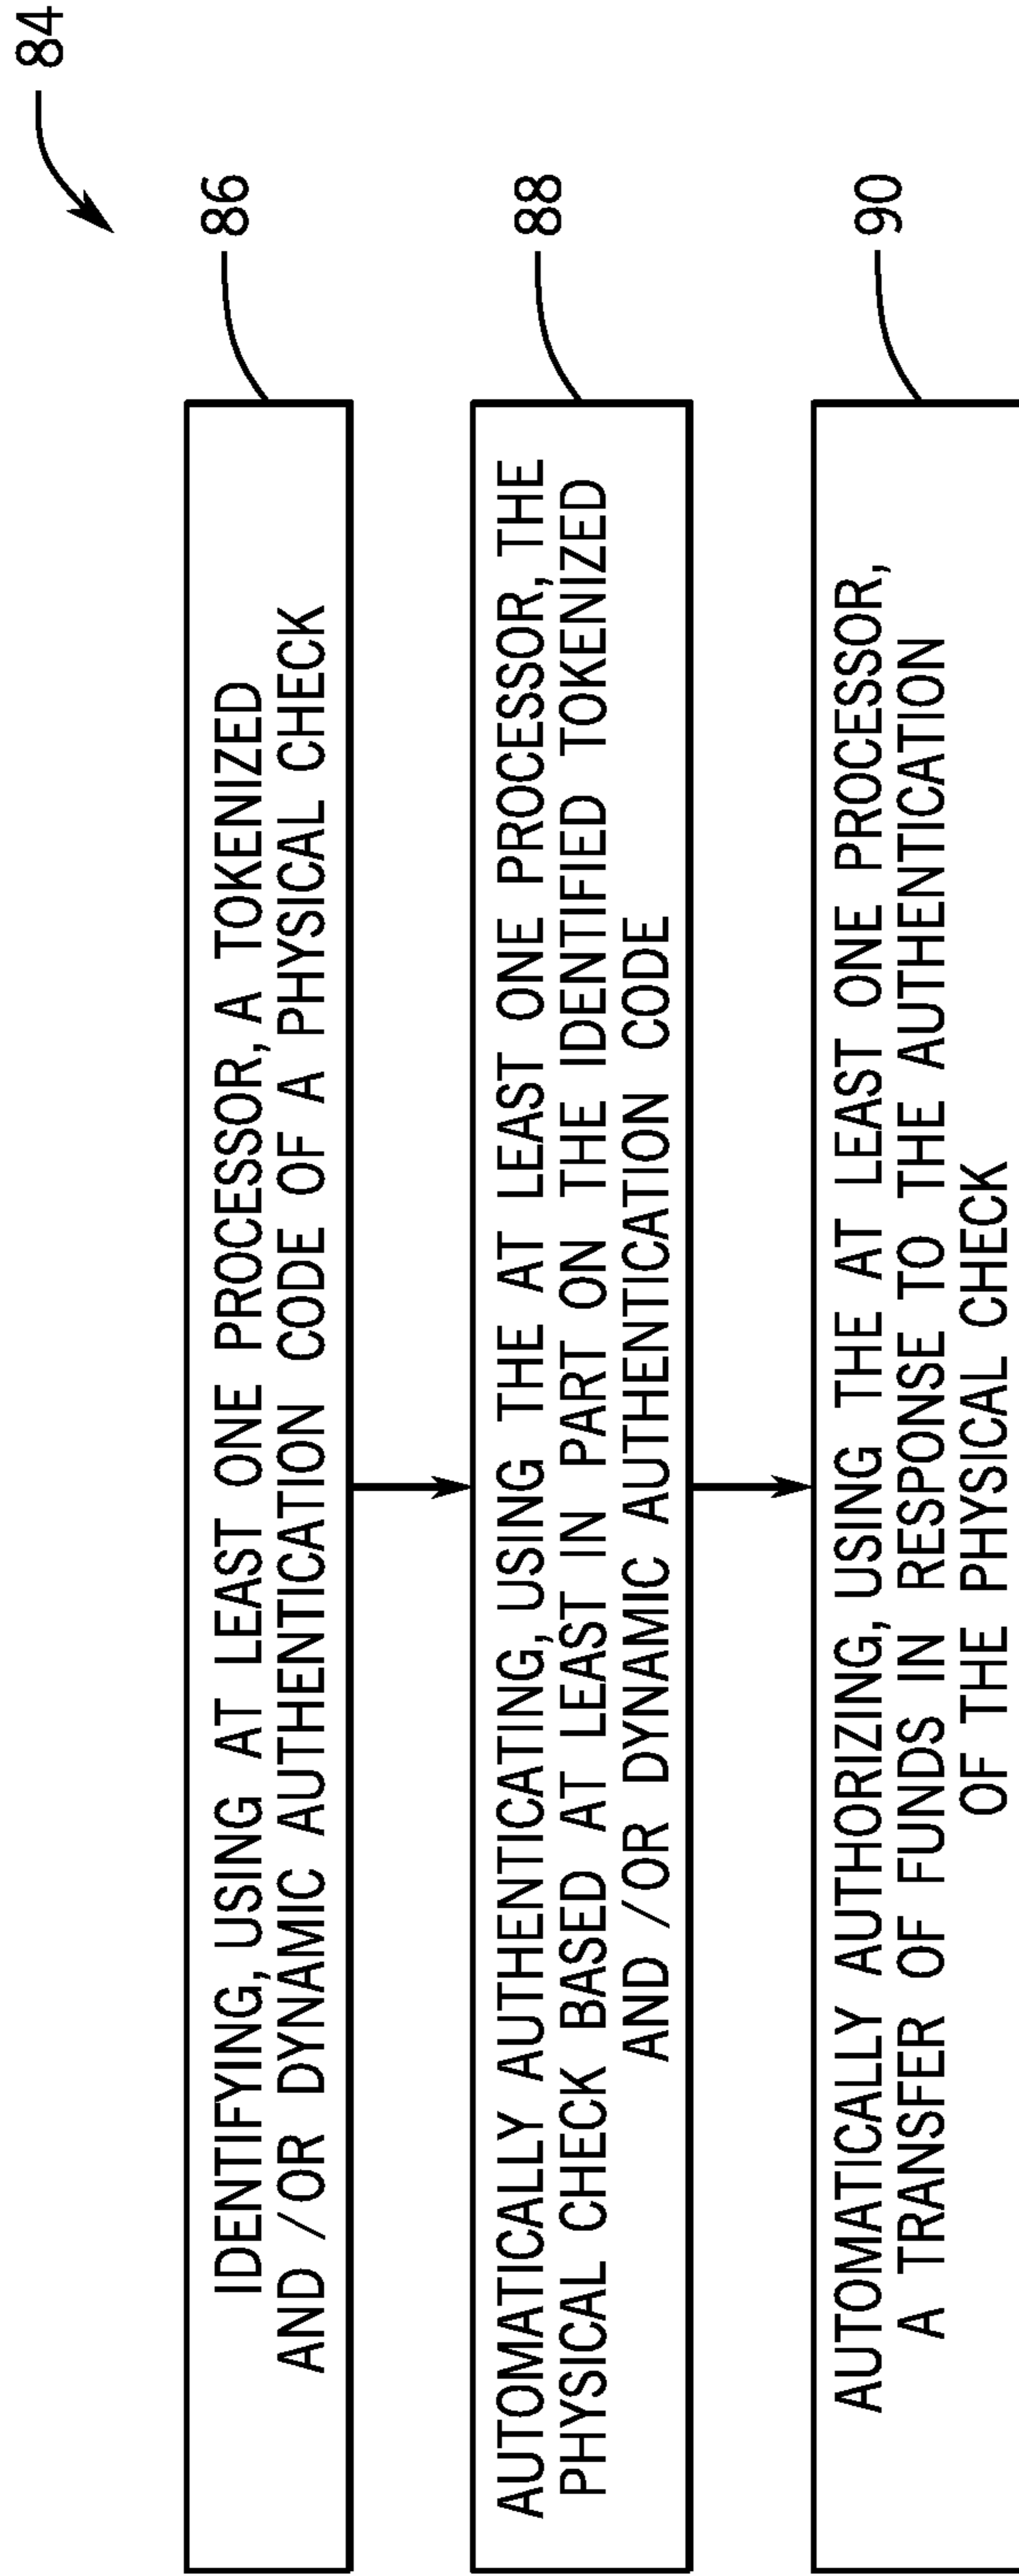 84
86
IDENTIFYING, USING AT LEAST ONE PROCESSOR, A TOKENIZED
AND /OR DYNAMIC AUTHENTICATION CODE OF A PHYSICAL CHECK
88
AUTOMATICALLY AUTHENTICATING, USING THE AT LEAST ONE PROCESSOR, THE
PHYSICAL CHECK BASED AT LEAST IN PART ON THE IDENTIFIED TOKENIZED
AND /OR DYNAMIC AUTHENTICATION CODE
90
AUTOMATICALLY AUTHORIZING, USING THE AT LEAST ONE PROCESSOR,
A TRANSFER OF FUNDS IN RESPONSE TO THE AUTHENTICATION
OF THE PHYSICAL CHECK